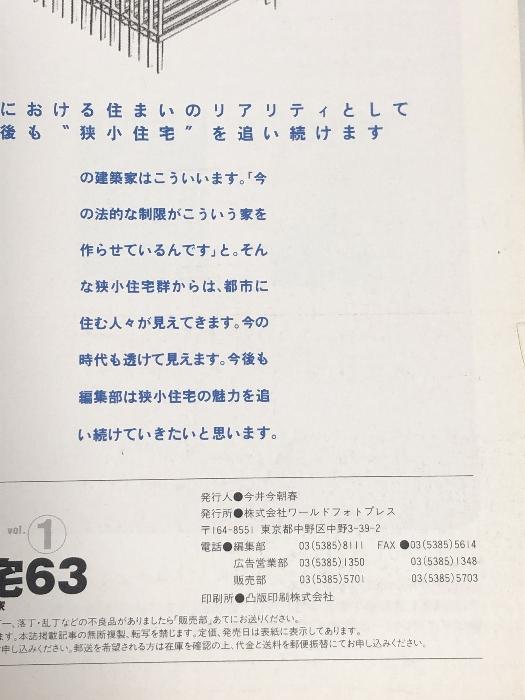 における住まいのリアリティとして
後も〝狭小住宅〟を追い続けます
の建築家はこういいます。「今
の法的な制限がこういう家を
作らせているんです」と。そん
な狭小住宅群からは、都市に
住む人々が見えてきます。今の
時代も透けて見えます。今後も
編集部は狭小住宅の魅力を追
い続けていきたいと思います。
vol.1
宅63
家
発行人●今井今朝春
発行所●株式会社ワールドフォトプレス
〒164-8551 東京都中野区中野3-39-2
電話●編集部 03(5385)8111 FAX ●03(5385)5614
広告営業部 03(5385)1350 03(5385)1348
販売部 03(5385)5701 03(5385)5703
印刷所●凸版印刷株式会社
一、落丁・乱丁などの不良品がありましたら「販売部」あてにお送りください。
ます。本誌掲載記事の無断複製、転写を禁じます。定価、発売日は表紙に表示してあります。
申し込みください。郵送を希望される方は在庫を確認の上、代金と送料を郵便振替にてお申し込みください。